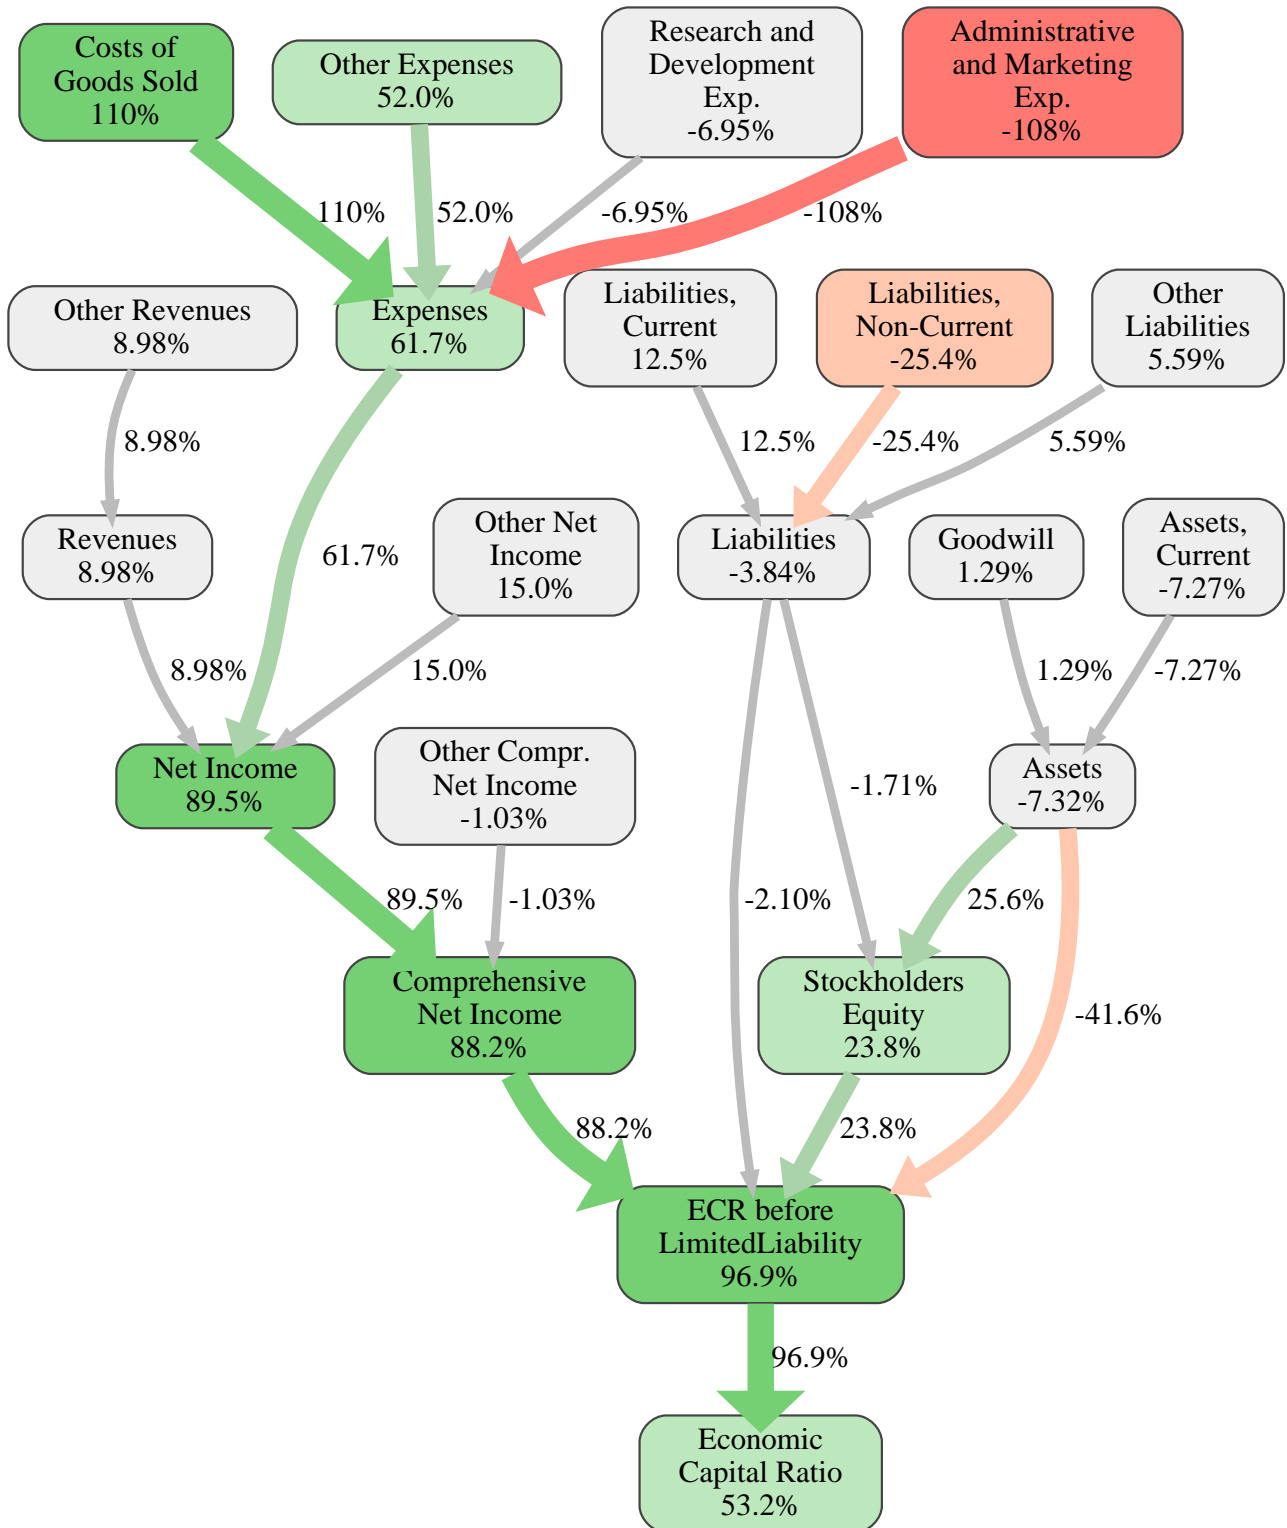 Costs of
Goods Sold
110%
Other Expenses
52.0%
Research and
Development
Exp.
-6.95%
Administrative
and Marketing
Exp.
-108%
110%
52.0%
-6.95%
-108%
Other Revenues
8.98%
Expenses
61.7%
Liabilities,
Current
12.5%
Liabilities,
Non-Current
-25.4%
Other
Liabilities
5.59%
8.98%
12.5%
-25.4%
5.59%
Revenues
8.98%
61.7%
Other Net
Income
15.0%
Liabilities
-3.84%
Goodwill
1.29%
Assets,
Current
-7.27%
8.98%
15.0%
1.29%
-7.27%
Net Income
89.5%
Other Compr.
Net Income
-1.03%
-1.71%
Assets
-7.32%
89.5%
-1.03%
-2.10%
25.6%
Comprehensive
Net Income
88.2%
Stockholders
Equity
23.8%
-41.6%
88.2%
23.8%
ECR before
LimitedLiability
96.9%
96.9%
Economic
Capital Ratio
53.2%